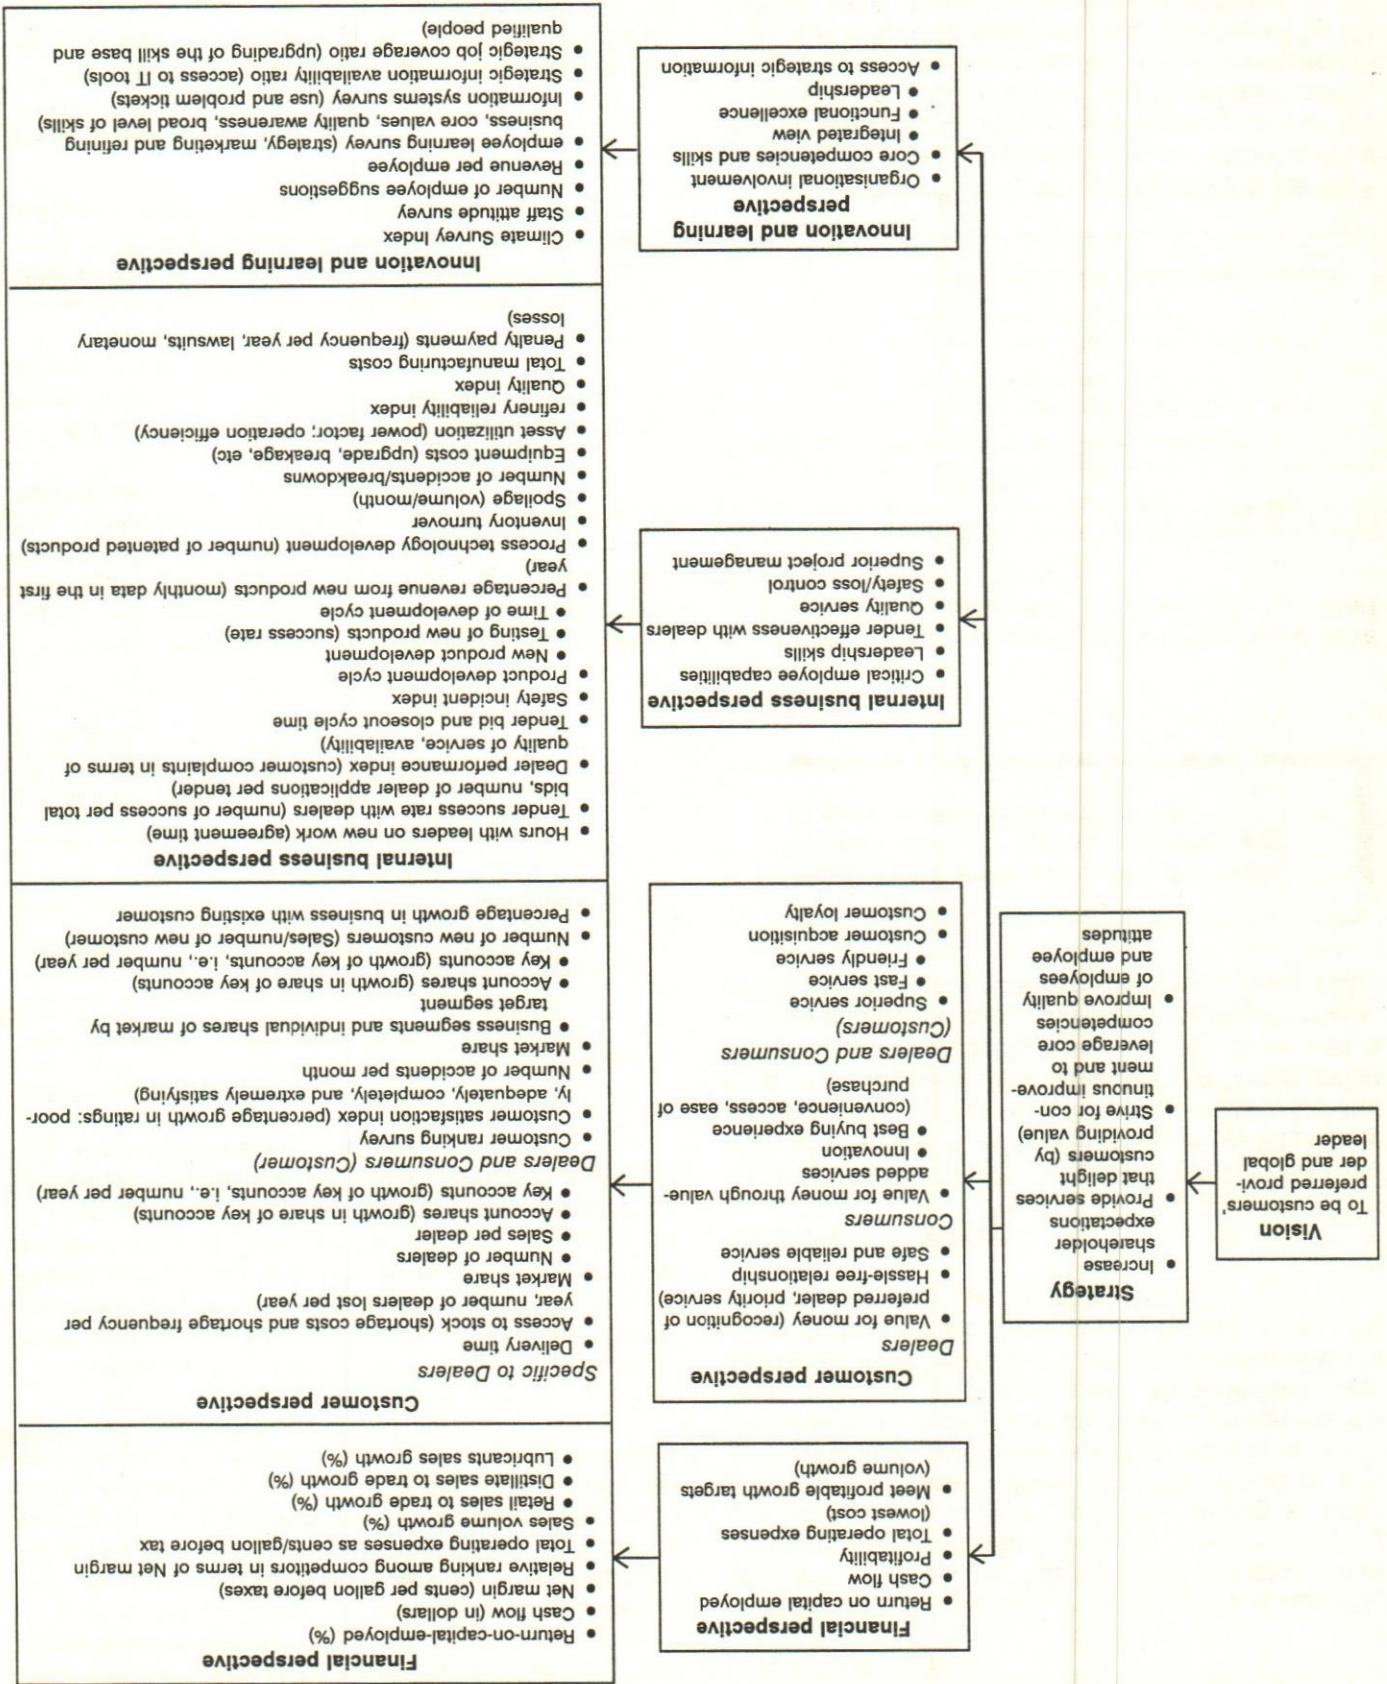 Vision
To be customers'
preferred provi-
der and global
leader
Strategy
• Increase
shareholder
expectations
• Provide services
that delight
customers (by
providing value)
• Strive for con-
tinuous improve-
ment and to
leverage core
competencies
• Improve quality
of employees
and employee
attitudes
Financial perspective
• Return on capital employed
• Cash flow
• Profitability
• Total operating expenses
(lowest cost)
• Meet profitable growth targets
(volume growth)
Customer perspective
Dealers
• Value for money (recognition of
preferred dealer, priority service)
• Hassle-free relationship
• Safe and reliable service
Consumers
• Value for money through value-
added services
• Innovation
• Best buying experience
(convenience, access, ease of
purchase)
Dealers and Consumers
(Customers)
• Superior service
• Fast service
• Friendly service
• Customer acquisition
• Customer loyalty
Internal business perspective
• Critical employee capabilities
• Leadership skills
• Tender effectiveness with dealers
• Quality service
• Safety/loss control
• Superior project management
Innovation and learning
perspective
• Organisational involvement
• Core competencies and skills
• Integrated view
• Functional excellence
• Leadership
• Access to strategic information
Financial perspective
• Return-on-capital-employed (%)
• Cash flow (in dollars)
• Net margin (cents per gallon before taxes)
• Relative ranking among competitors in terms of Net margin
• Total operating expenses as cents/gallon before tax
• Sales volume growth (%)
• Retail sales to trade growth (%)
• Distillate sales to trade growth (%)
• Lubricants sales growth (%)
Customer perspective
Specific to Dealers
• Delivery time
• Access to stock (shortage costs and shortage frequency per
year, number of dealers lost per year)
• Market share
• Number of dealers
• Sales per dealer
• Account shares (growth in share of key accounts)
• Key accounts (growth of key accounts, i.e., number per year)
Dealers and Consumers (Customer)
• Customer ranking survey
• Customer satisfaction index (percentage growth in ratings: poor-
ly, adequately, completely, and extremely satisfying)
• Number of accidents per month
• Market share
• Business segments and individual shares of market by
target segment
• Account shares (growth in share of key accounts)
• Key accounts (growth of key accounts, i.e., number per year)
• Number of new customers (Sales/number of new customer)
• Percentage growth in business with existing customer
Internal business perspective
• Hours with leaders on new work (agreement time)
• Tender success rate with dealers (number of success per total
bids, number of dealer applications per tender)
• Dealer performance index (customer complaints in terms of
quality of service, availability)
• Tender bid and closeout cycle time
• Safety incident index
• Product development cycle
• New product development
• Testing of new products (success rate)
• Time of development cycle
• Percentage revenue from new products (monthly data in the first
year)
• Process technology development (number of patented products)
• Inventory turnover
• Spoilage (volume/month)
• Number of accidents/breakdowns
• Equipment costs (upgrade, breakage, etc)
• Asset utilization (power factor; operation efficiency)
• refinery reliability index
• Quality index
• Total manufacturing costs
• Penalty payments (frequency per year, lawsuits, monetary
losses)
Innovation and learning perspective
• Climate Survey Index
• Staff attitude survey
• Number of employee suggestions
• Revenue per employee
• employee learning survey (strategy, marketing and refining
business, core values, quality awareness, broad level of skills)
• Information systems survey (use and problem tickets)
• Strategic information availability ratio (access to IT tools)
• Strategic job coverage ratio (upgrading of the skill base and
qualified people)